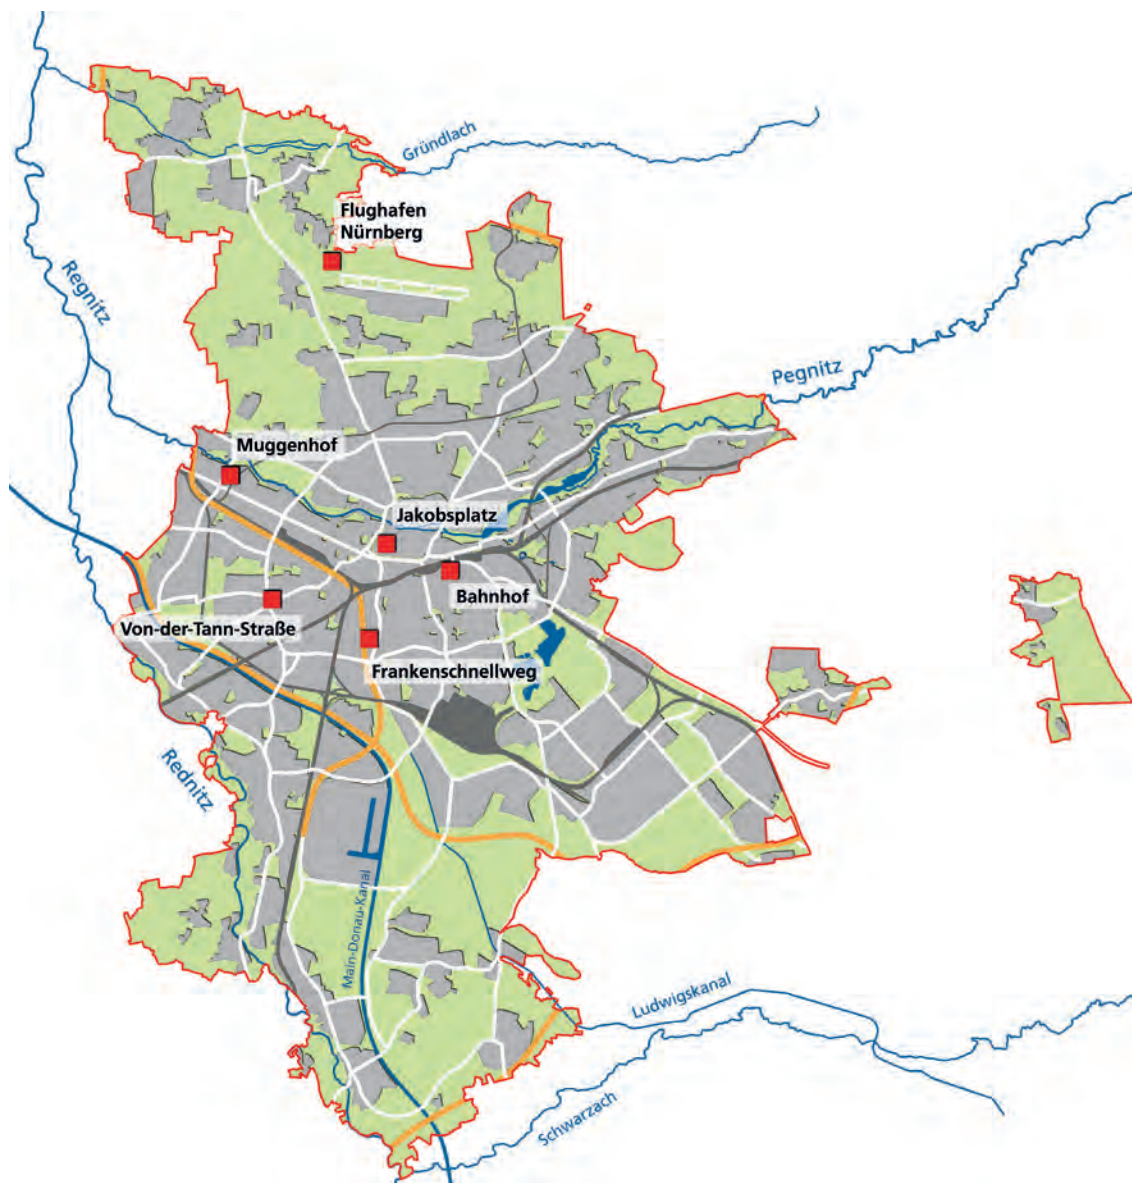 Gründlach
Flughafen
Nürnberg
Regnitz
Pegnitz
Muggenhof
Jakobsplatz
Bahnhof
Von-der-Tann-Straße
Frankenschnellweg
Rednitz
Main-Donau-Kanal
Ludwigskanal
Schwarzach